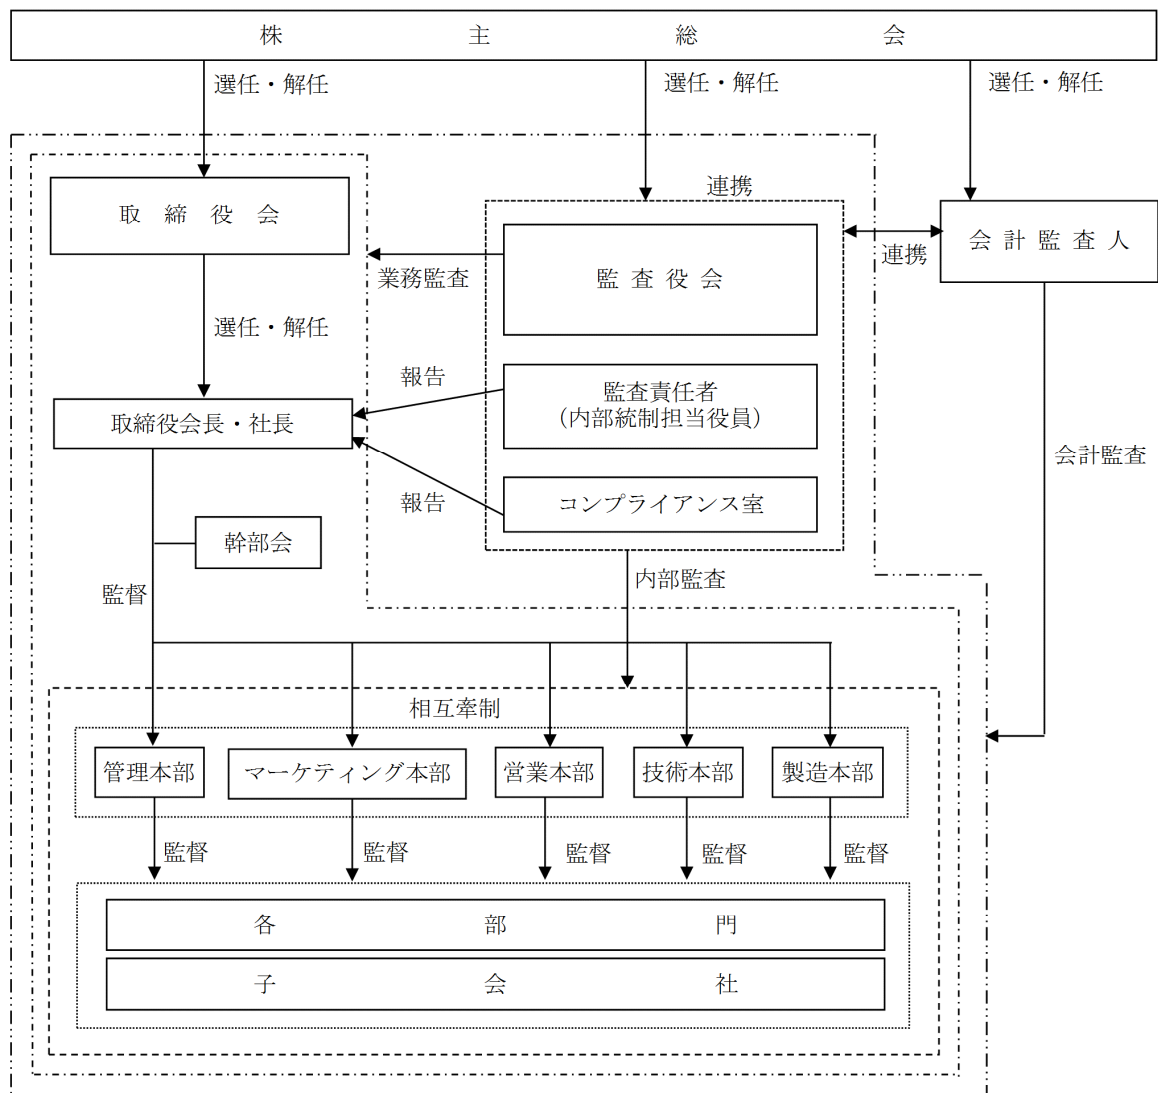 株主総会
選任・解任
選任・解任
選任・解任
連携
取締役会
会計監査人
連携
業務監査
監査役会
選任・解任
報告
監査責任者
（内部統制担当役員）
取締役会長・社長
会計監査
報告
コンプライアンス室
幹部会
監督
内部監査
相互牽制
管理本部
マーケティング本部
営業本部
技術本部
製造本部
監督
監督
監督
監督
監督
各部門
子会社